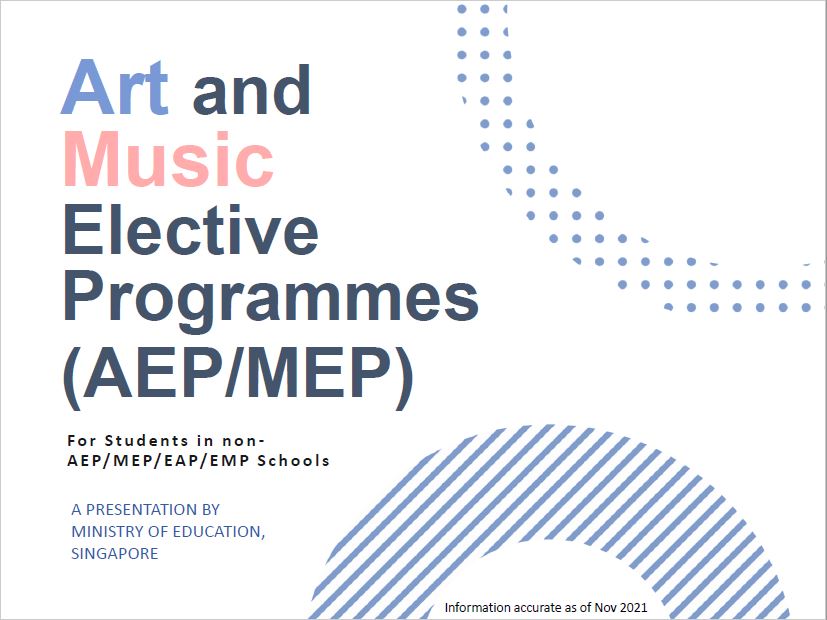 Art and
Music
Elective
Programmes
(AEP/MEP)
For Students in non-
AEP/MEP/EAP/EMP Schools
A PRESENTATION BY
MINISTRY OF EDUCATION,
SINGAPORE
Information accurate as of Nov 2021